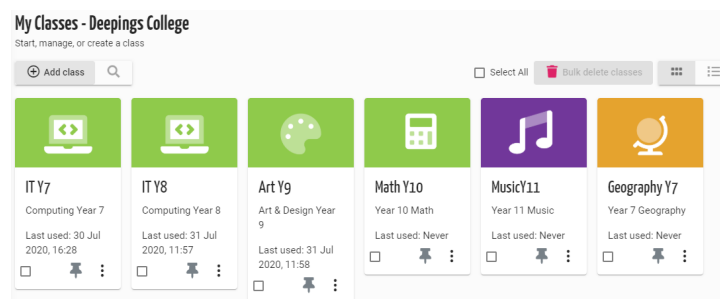 My Classes - Deepings College
Start, manage, or create a class
Add class
Select All
Bulk delete classes
IT Y7
Computing Year 7
Last used: 30 Jul
2020, 16:28
IT Y8
Computing Year 8
Last used: 31 Jul
2020, 11:57
Art Y9
Art & Design Year
9
Last used: 31 Jul
2020, 11:58
Math Y10
Year 10 Math
Last used: Never
MusicY11
Year 11 Music
Last used: Never
Geography Y7
Year 7 Geography
Last used: Never